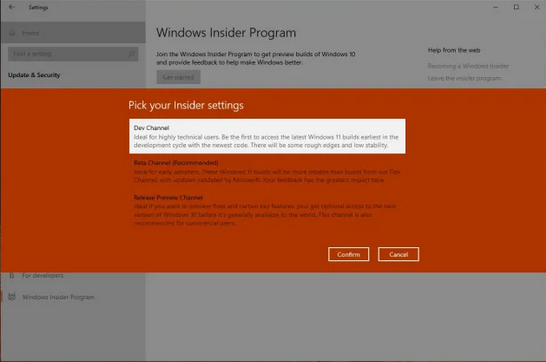 Settings
Home
Find a setting
Update & Security
Windows Insider Program
Join the Windows Insider Program to get preview builds of Windows 10
and provide feedback to help make Windows better.
Get started
Help from the web
Becoming a Windows Insider
Leave the insider program
Pick your Insider settings
Dev Channel
Ideal for highly technical users. Be the first to access the latest Windows 11 builds earliest in the
development cycle with the newest code. There will be some rough edges and low stability.
Beta Channel (Recommended)
Ideal for early adopters. These Windows 11 builds will be more reliable than builds from our Dev
Channel, with updates validated by Microsoft. Your feedback has the greatest impact here.
Release Preview Channel
Ideal if you want to preview fixes and certain key features, get optional access to the next
version of Windows 10 before it's generally available to the world. This channel is also
recommended for commercial users.
Confirm
Cancel
For developers
Windows Insider Program